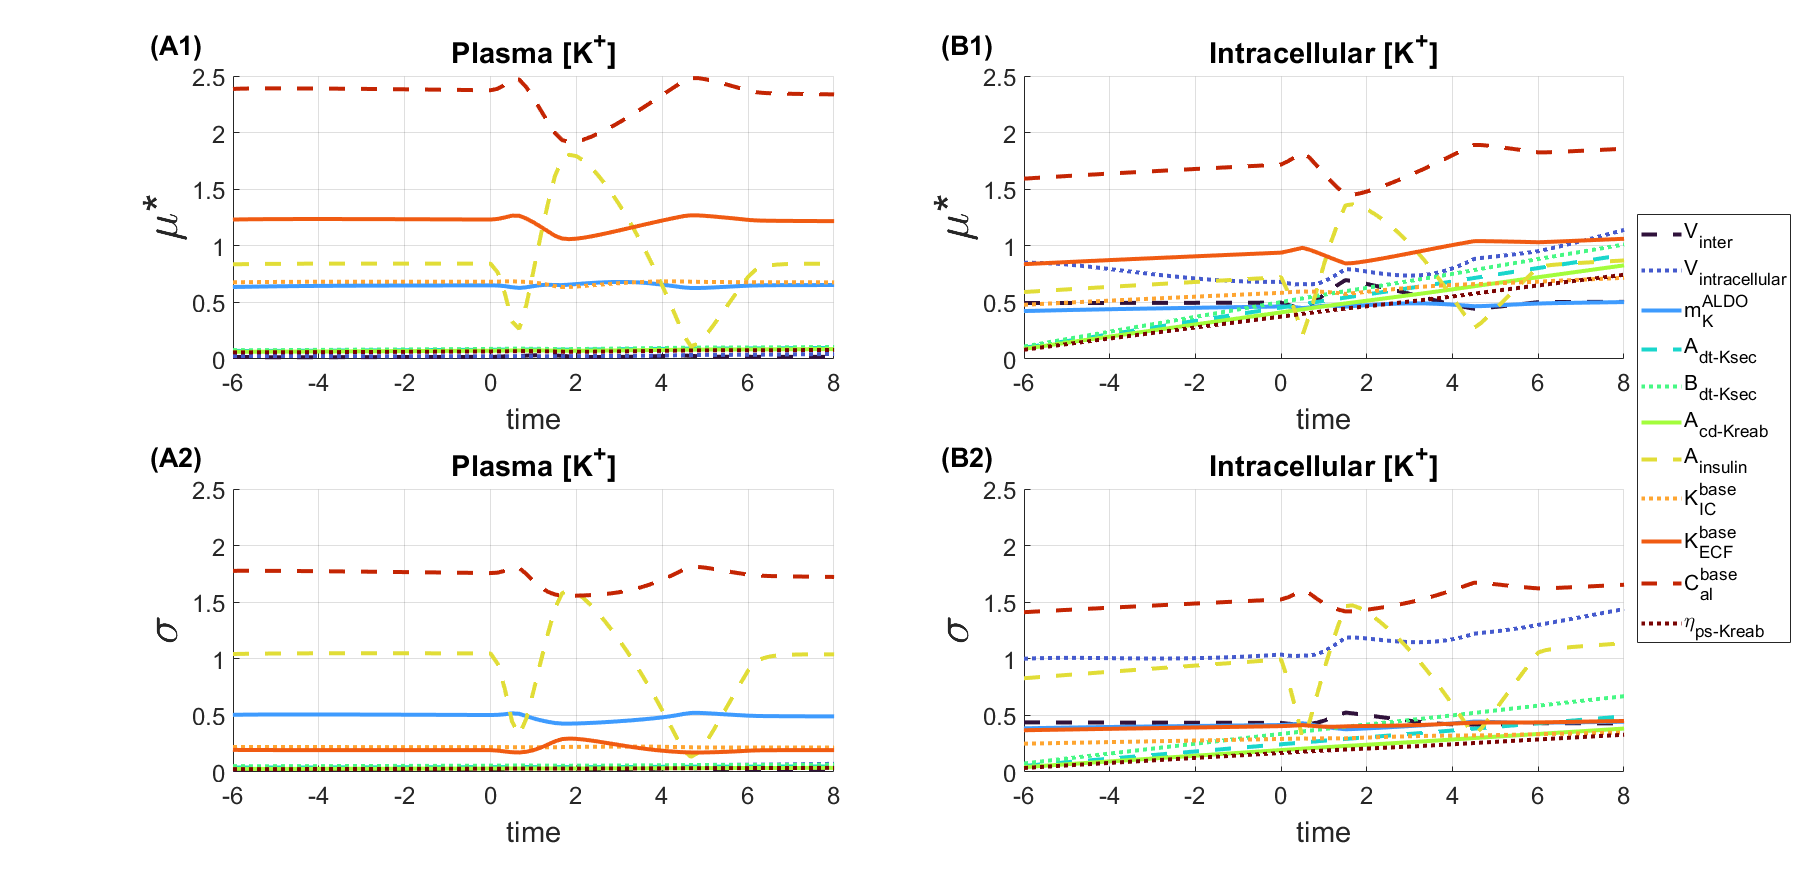 (A1)
Plasma [K+]
2.5
2
1.5
1
0.5
0
μ*
-6 -4 -2 0 2 4 6 8
time
(B1)
Intracellular [K+]
2.5
2
1.5
1
0.5
0
μ*
-6 -4 -2 0 2 4 6 8
time
(A2)
Plasma [K+]
2.5
2
1.5
1
0.5
0
σ
-6 -4 -2 0 2 4 6 8
time
(B2)
Intracellular [K+]
2.5
2
1.5
1
0.5
0
σ
-6 -4 -2 0 2 4 6 8
time
Vinter
Vintracellular
mKALDO
Adt-Ksec
Bdt-Ksec
Acd-Kreab
Ainsulin
KICbase
KECFbase
Calbase
ηps-Kreab